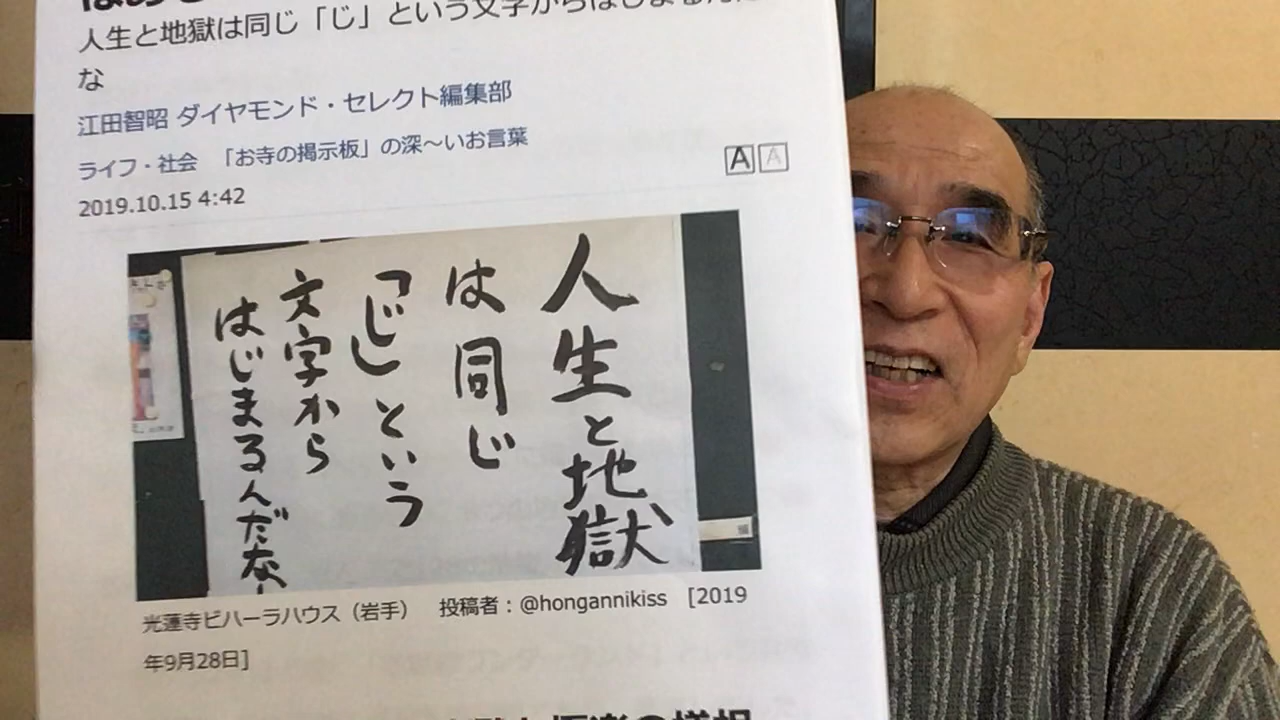 人生と地獄は同じ「じ」という文字からはじまるんだ
な
江田智昭 ダイヤモンド・セレクト編集部
ライフ・社会 「お寺の掲示板」の深～いお言葉
2019.10.15 4:42
A A
人生と地獄
は同じ
「じ」という
文字から
はじまるんだな
光蓮寺ビハーラハウス（岩手） 投稿者：@hongannikiss [2019
年9月28日]